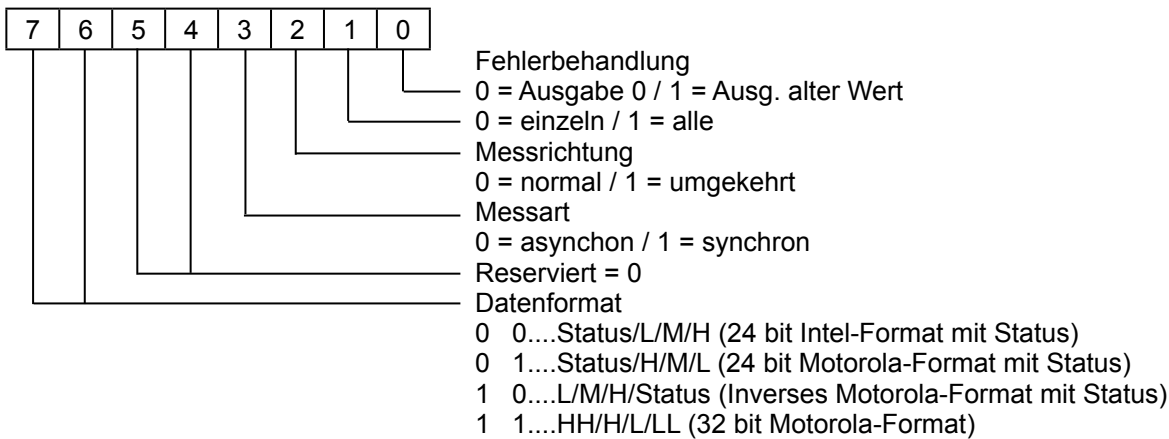 7 6 5 4 3 2 1 0
Fehlerbehandlung
0 = Ausgabe 0 / 1 = Ausg. alter Wert
0 = einzeln / 1 = alle
Messrichtung
0 = normal / 1 = umgekehrt
Messart
0 = asynchon / 1 = synchron
Reserviert = 0
Datenformat
0 0....Status/L/M/H (24 bit Intel-Format mit Status)
0 1....Status/H/M/L (24 bit Motorola-Format mit Status)
1 0....L/M/H/Status (Inverses Motorola-Format mit Status)
1 1....HH/H/L/LL (32 bit Motorola-Format)